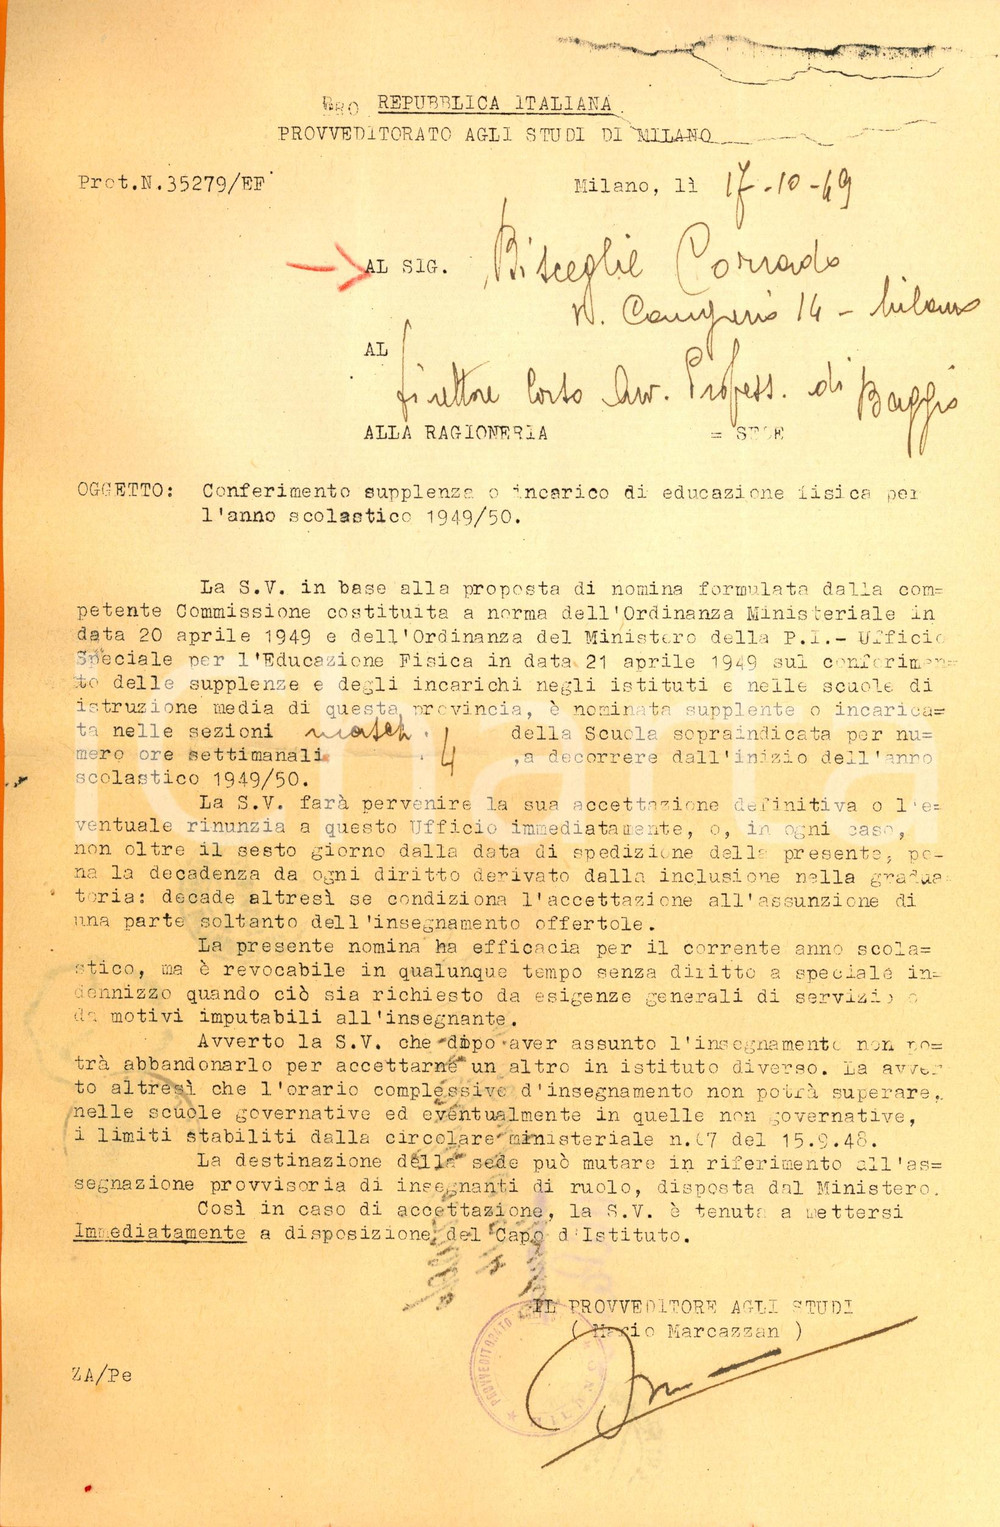 REPUBBLICA ITALIANA
PROVVEDITORATO AGLI STUDI DI MILANO
Prot.N.35279/EF Milano, lì 17-10-49
AL SIG. Bisceglie Corrado
v. Camperio 14 - Milano
AL
Direttore Corso Avv. Profess. di Baggio
ALLA RAGIONERIA = SEDE
OGGETTO: Conferimento supplenza o incarico di educazione fisica per
l'anno scolastico 1949/50.
La S.V. in base alla proposta di nomina formulata dalla com=
petente Commissione costituita a norma dell'Ordinanza Ministeriale in
data 20 aprile 1949 e dell'Ordinanza del Ministero della P.I.- Ufficio
Speciale per l'Educazione Fisica in data 21 aprile 1949 sul conferimen=
to delle supplenze e degli incarichi negli istituti e nelle scuole di
istruzione media di questa provincia, è nominata supplente o incarica=
ta nelle sezioni masch. della Scuola sopraindicata per nu=
mero ore settimanali 4 ,a decorrere dall'inizio dell'anno
scolastico 1949/50.
La S.V. farà pervenire la sua accettazione definitiva o l'e=
ventuale rinunzia a questo Ufficio immediatamente, o, in ogni caso,
non oltre il sesto giorno dalla data di spedizione della presente, pe-
na la decadenza da ogni diritto derivato dalla inclusione nella gradua-
toria: decade altresì se condiziona l'accettazione all'assunzione di
una parte soltanto dell'insegnamento offertole.
La presente nomina ha efficacia per il corrente anno scola=
stico, ma è revocabile in qualunque tempo senza diritto a speciale in-
dennizzo quando ciò sia richiesto da esigenze generali di servizio o
da motivi imputabili all'insegnante.
Avverto la S.V. che dopo aver assunto l'insegnamento non po=
trà abbandonarlo per accettarne un altro in istituto diverso. La avver
to altresì che l'orario complessivo d'insegnamento non potrà superare,
nelle scuole governative ed eventualmente in quelle non governative,
i limiti stabiliti dalla circolare ministeriale del 15.9.48.
La destinazione della sede può mutare in riferimento all'as=
segnazione provvisoria di insegnanti di ruolo, disposta dal Ministero.
Così in caso di accettazione, la S.V. è tenuta a mettersi
Immediatamente a disposizione del Capo d'Istituto.
IL PROVVEDITORE AGLI STUDI
( Mario Marcazzan )
PROVVEDITORATO
ZA/Pe